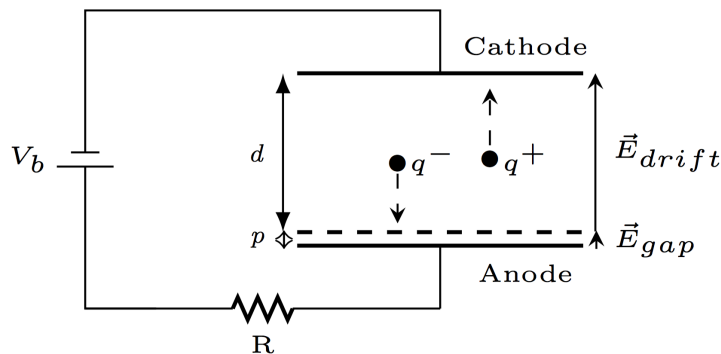 Cathode
V_b
d
q⁻
q⁺
E⃗_drift
p
E⃗_gap
Anode
R